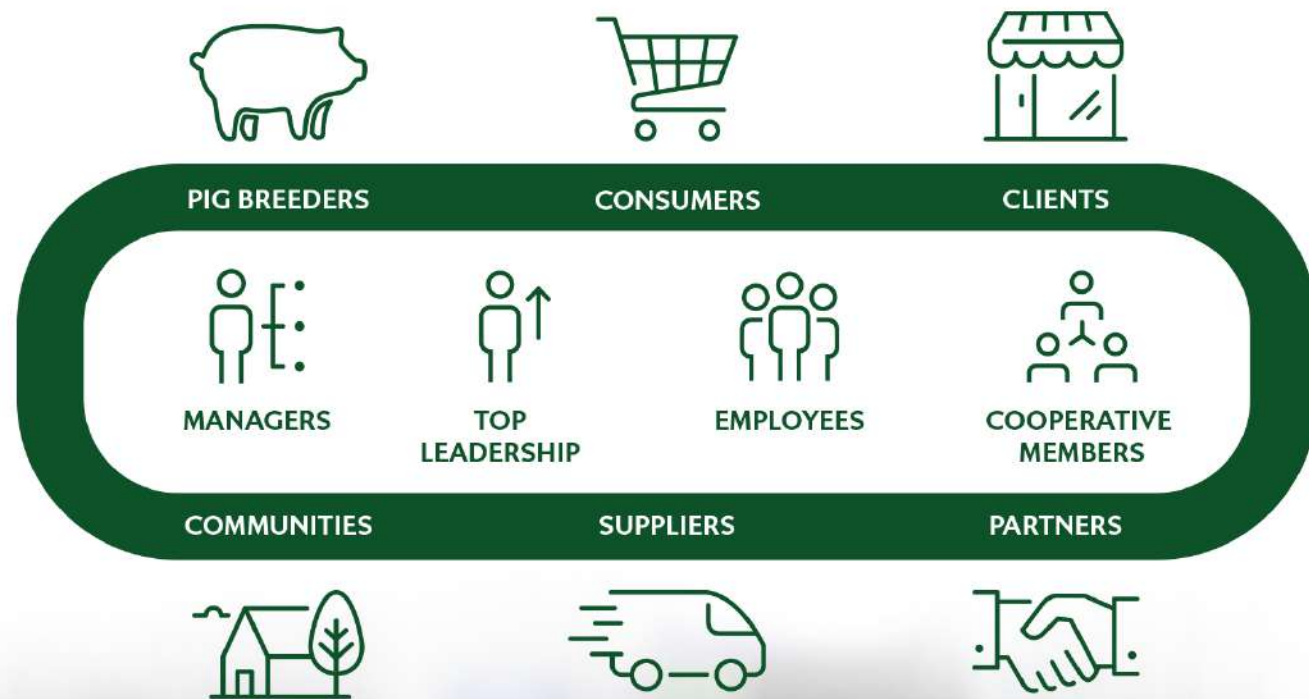 PIG BREEDERS
CONSUMERS
CLIENTS
MANAGERS
TOP
LEADERSHIP
EMPLOYEES
COOPERATIVE
MEMBERS
COMMUNITIES
SUPPLIERS
PARTNERS